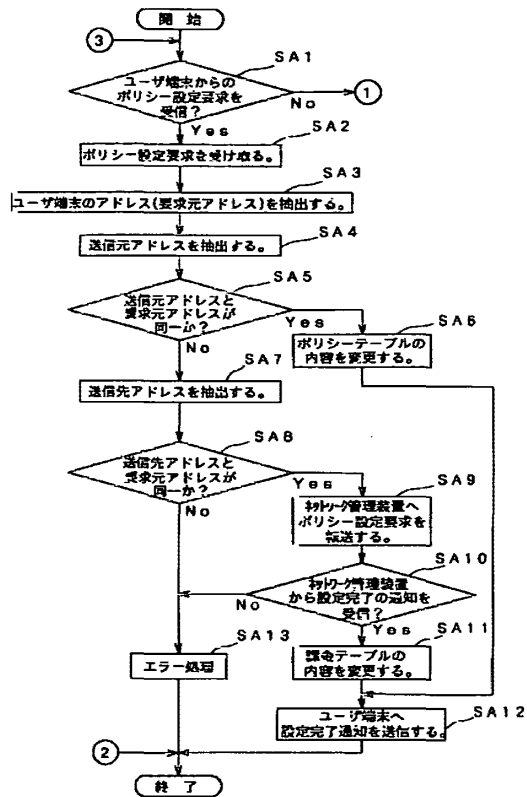 開始
③
SA1
ユーザ端末からの
ポリシー設定要求を
受信？
No
①
Yes
SA2
ポリシー設定要求を受け取る。
SA3
ユーザ端末のアドレス(要求元アドレス)を抽出する。
SA4
送信元アドレスを抽出する。
SA5
送信元アドレスと
要求元アドレスが
同一か？
Yes
No
SA6
ポリシーテーブルの
内容を変更する。
SA7
送信先アドレスを抽出する。
SA8
送信先アドレスと
要求元アドレスが
同一か？
Yes
No
SA9
ネットワーク管理装置へ
ポリシー設定要求を
転送する。
SA10
ネットワーク管理装置
から設定完了の通知を
受信？
No
Yes
SA11
課金テーブルの
内容を変更する。
SA13
エラー処理
SA12
ユーザ端末へ
設定完了通知を送信する。
②
終了